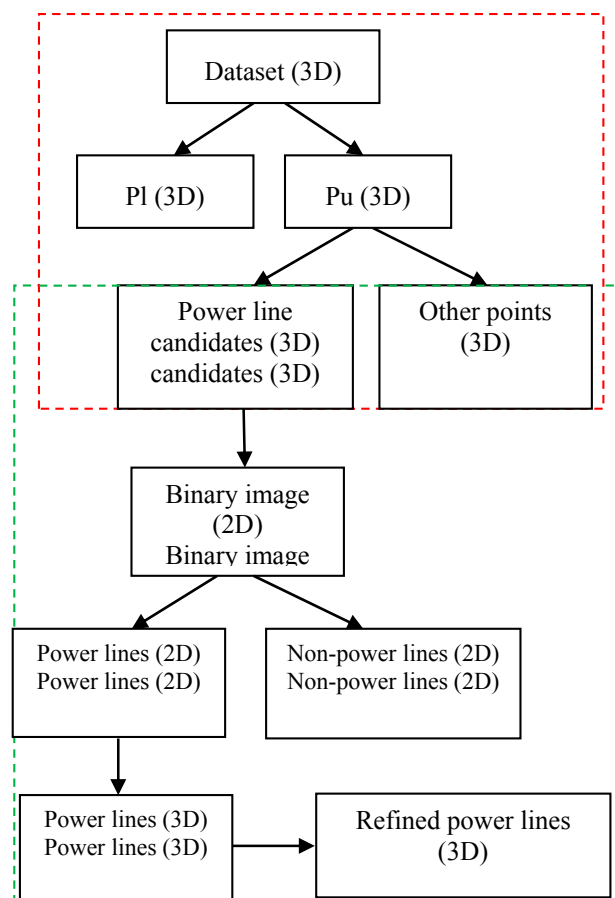 Dataset (3D)
Pl (3D)
Pu (3D)
Power line
candidates (3D)
candidates (3D)
Other points
(3D)
Binary image
(2D)
Binary image
Power lines (2D)
Power lines (2D)
Non-power lines (2D)
Non-power lines (2D)
Power lines (3D)
Power lines (3D)
Refined power lines
(3D)